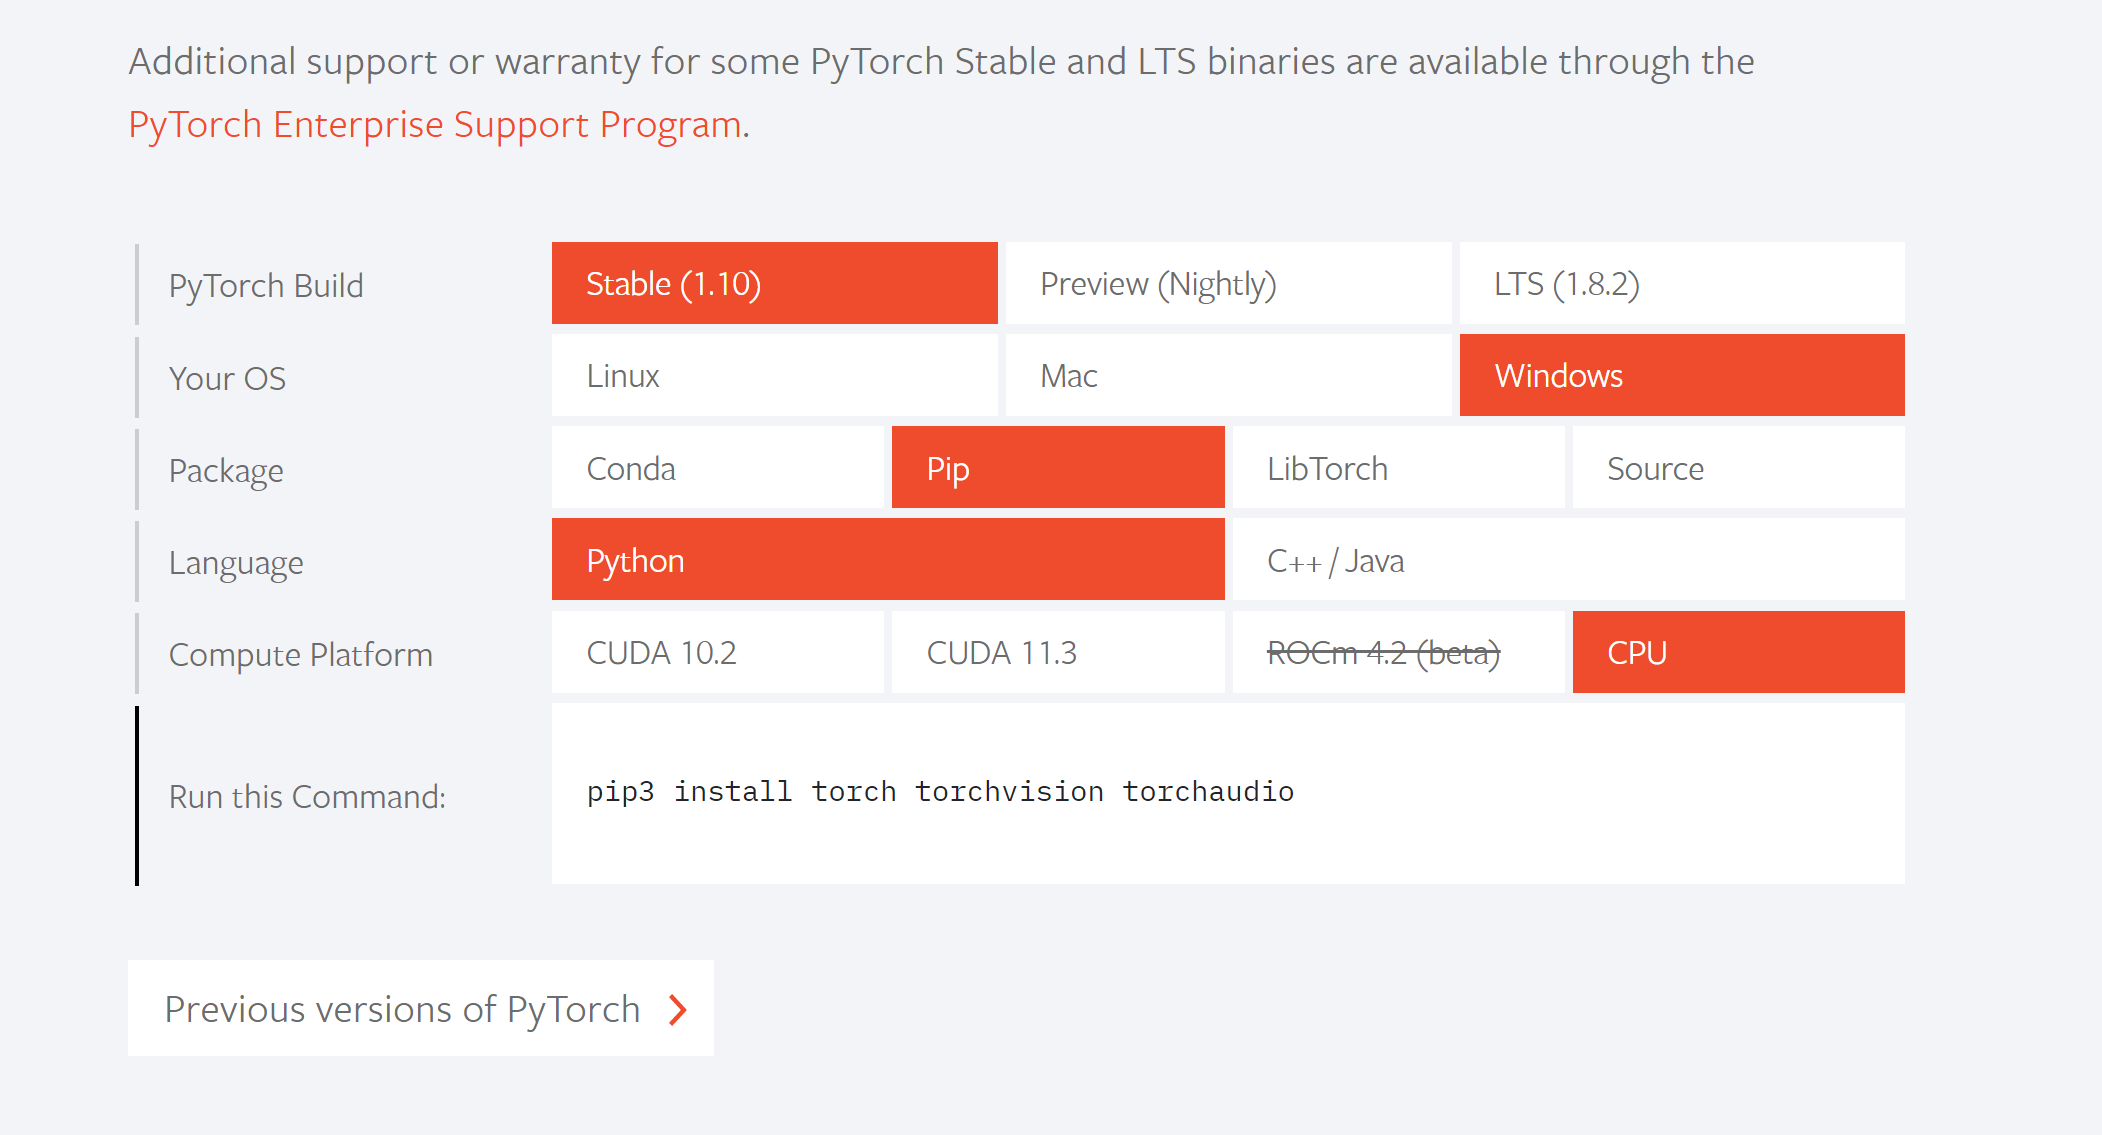 Additional support or warranty for some PyTorch Stable and LTS binaries are available through the
PyTorch Enterprise Support Program.
PyTorch Build Stable (1.10) Preview (Nightly) LTS (1.8.2)
Your OS Linux Mac Windows
Package Conda Pip LibTorch Source
Language Python C++ / Java
Compute Platform CUDA 10.2 CUDA 11.3 ROCm 4.2 (beta) CPU
Run this Command: pip3 install torch torchvision torchaudio
Previous versions of PyTorch